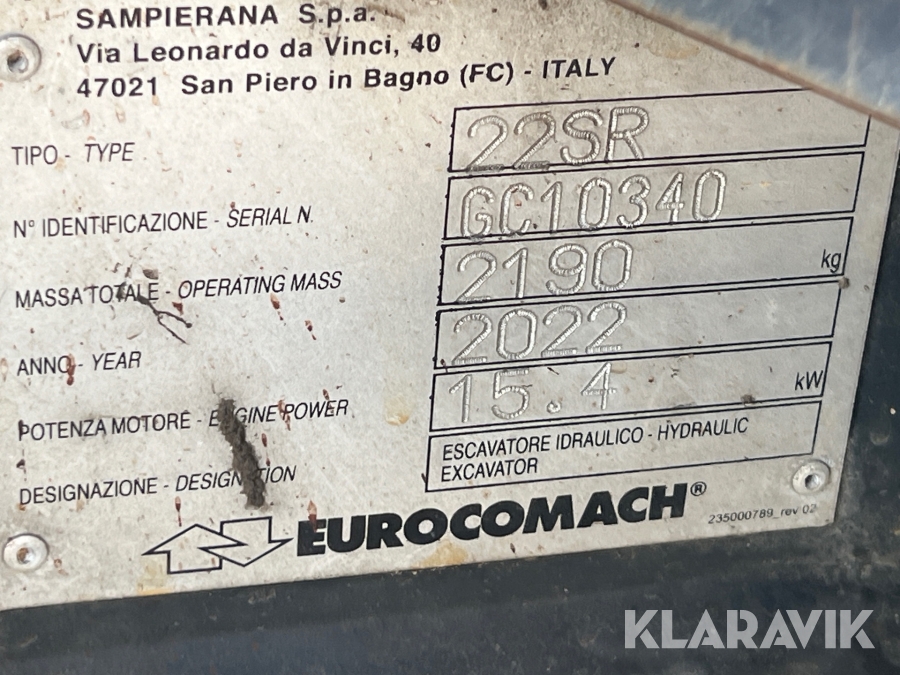 SAMPIERANA S.p.a.
Via Leonardo da Vinci, 40
47021 San Piero in Bagno (FC) - ITALY
TIPO - TYPE 22SR
N° IDENTIFICAZIONE - SERIAL N. GC10340
MASSA TOTALE - OPERATING MASS 2190 kg
ANNO - YEAR 2022
POTENZA MOTORE - ENGINE POWER 15.4 kW
DESIGNAZIONE - DESIGNATION ESCAVATORE IDRAULICO - HYDRAULIC
EXCAVATOR
EUROCOMACH®
235000789_rev 02
KLARAVIK